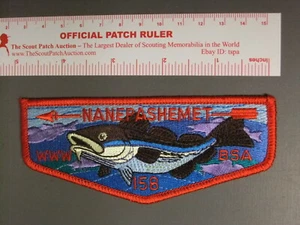 OFFICIAL PATCH RULER
The Scout Patch Auction - The Largest Dealer of Scouting Memorabilia in the World
www.TheScoutPatchAuction.com Ebay ID: tspa
inches
NANEPASHEMET
WWW BSA
158